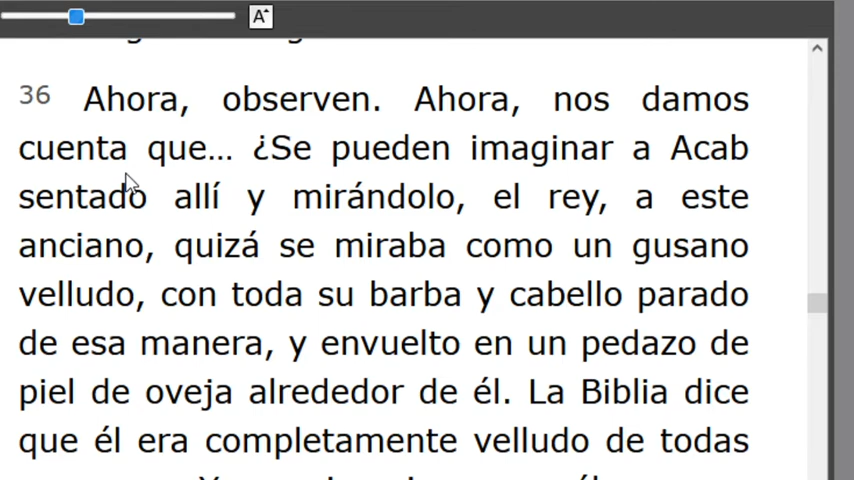 A
36 Ahora, observen. Ahora, nos damos
cuenta que... ¿Se pueden imaginar a Acab
sentado allí y mirándolo, el rey, a este
anciano, quizá se miraba como un gusano
velludo, con toda su barba y cabello parado
de esa manera, y envuelto en un pedazo de
piel de oveja alrededor de él. La Biblia dice
que él era completamente velludo de todas